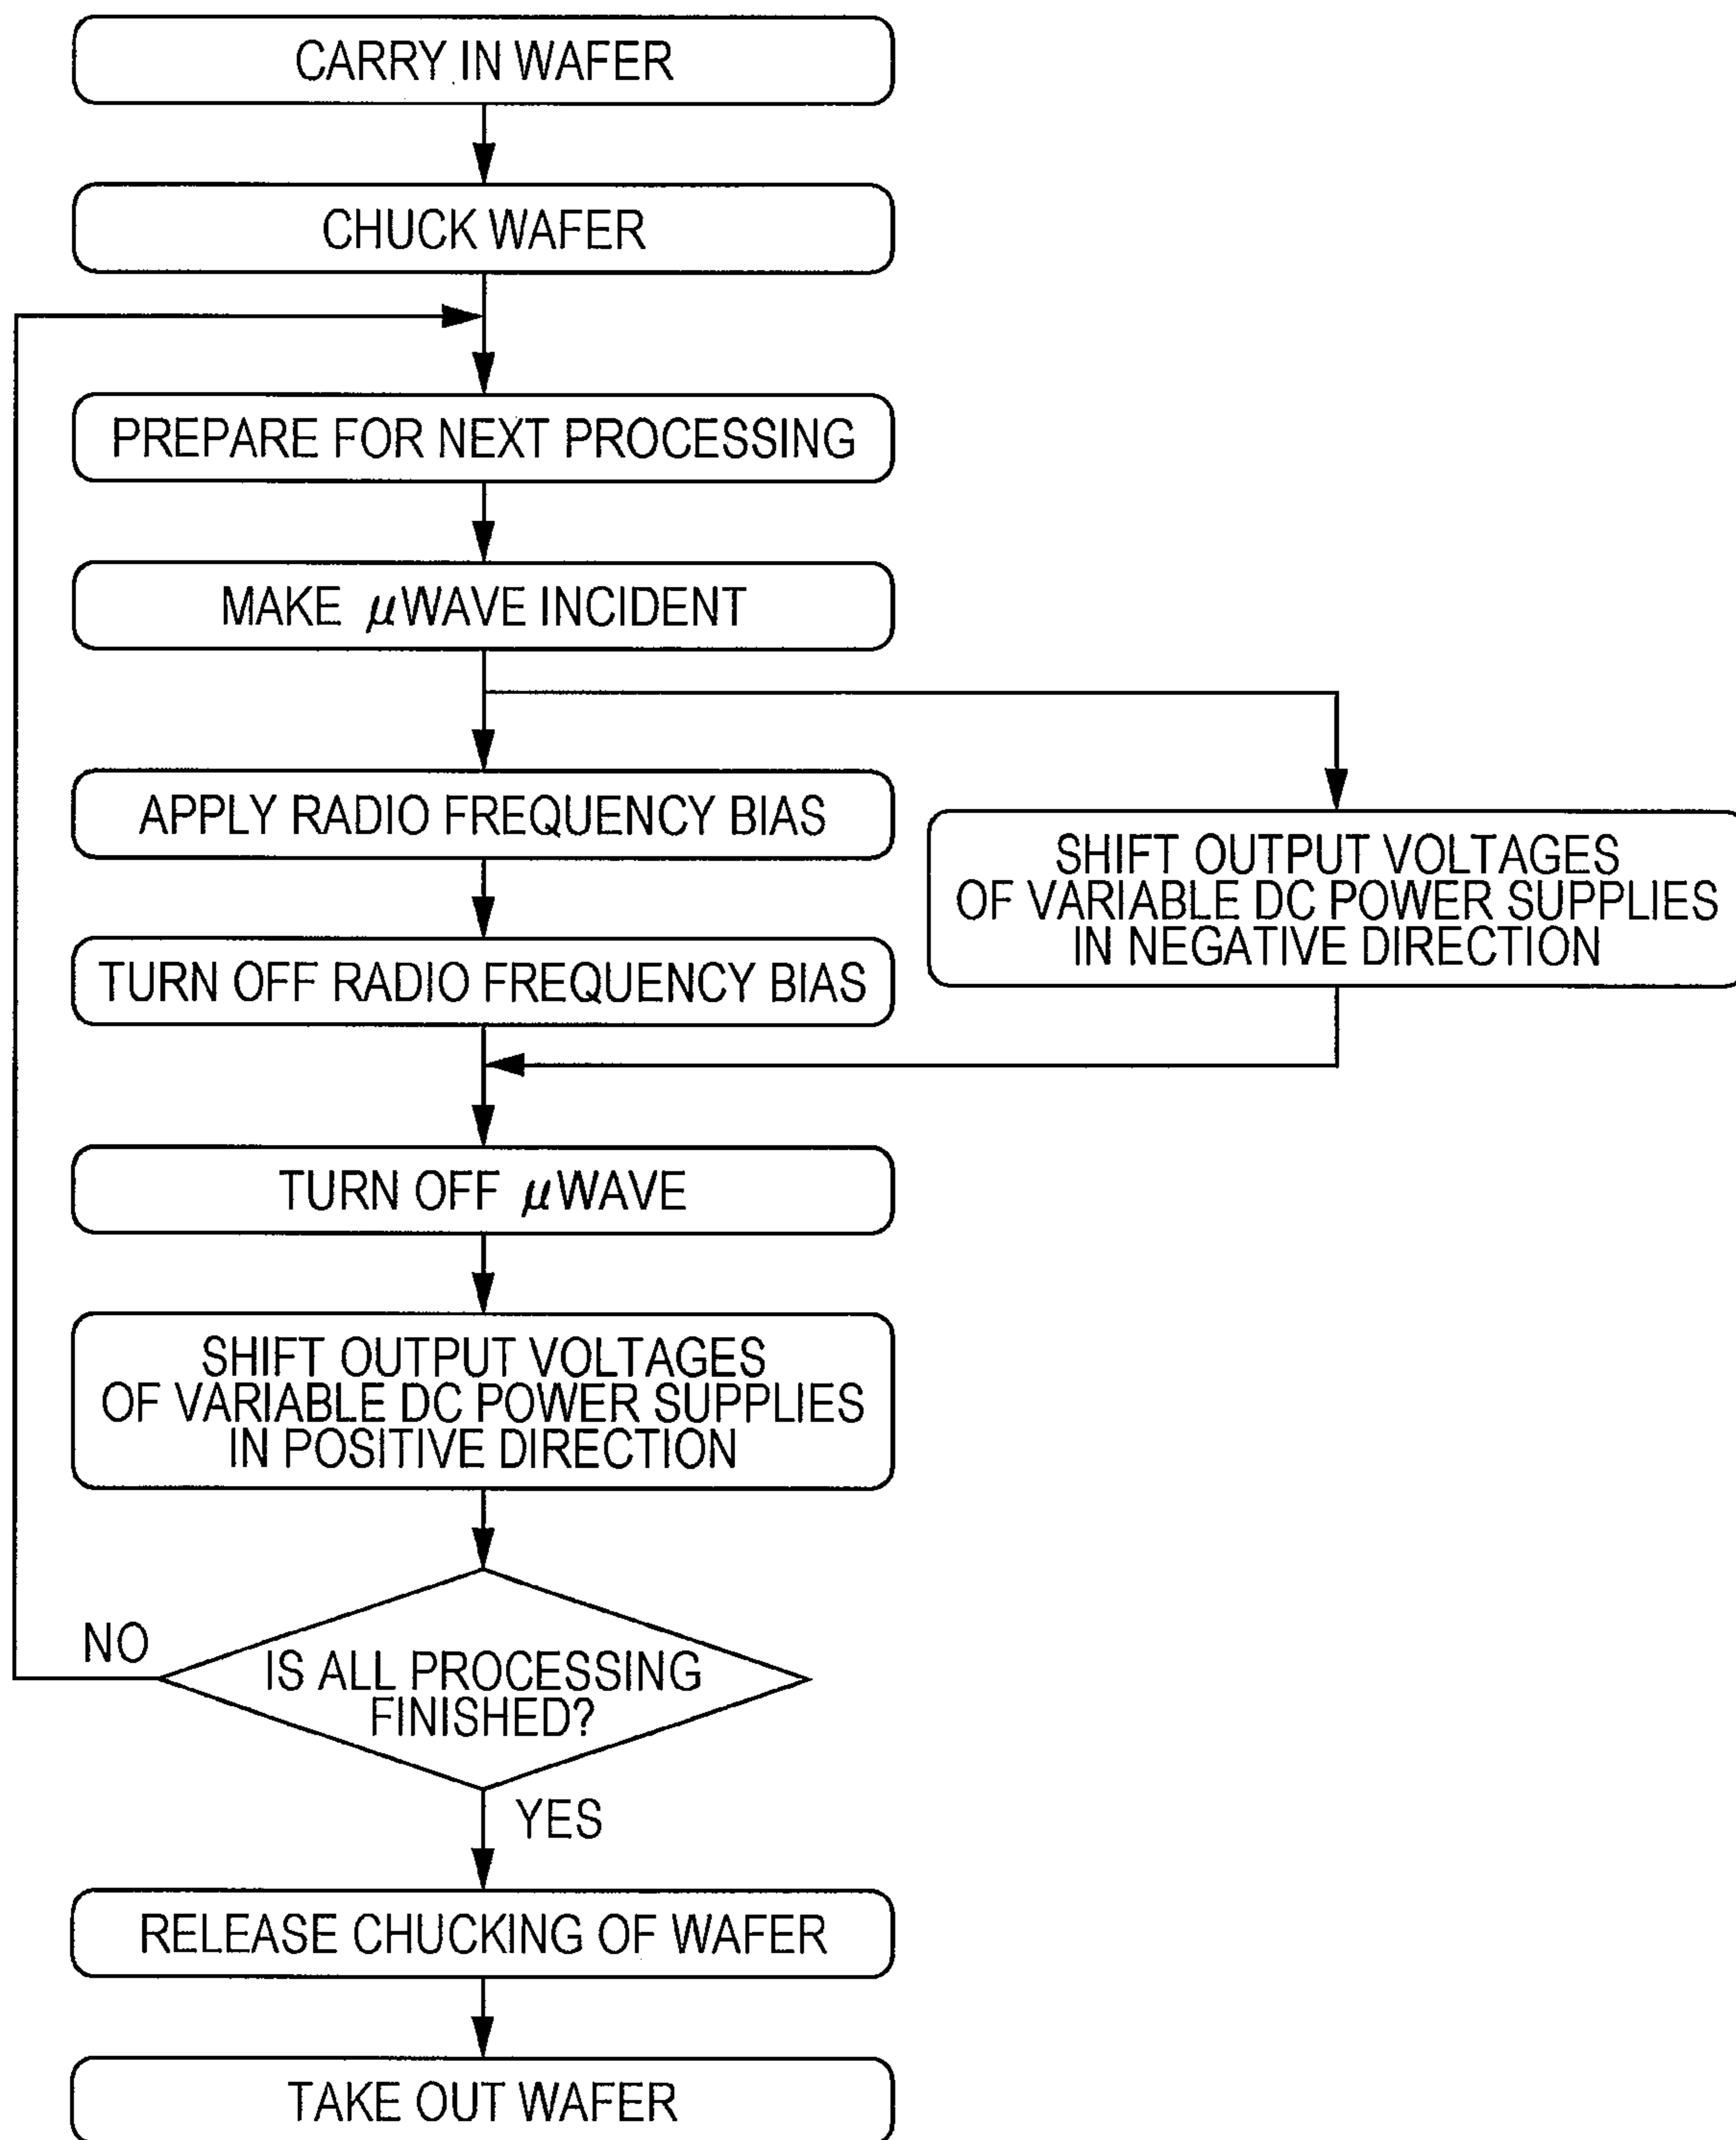 CARRY IN WAFER
CHUCK WAFER
PREPARE FOR NEXT PROCESSING
MAKE μWAVE INCIDENT
APPLY RADIO FREQUENCY BIAS
SHIFT OUTPUT VOLTAGES
OF VARIABLE DC POWER SUPPLIES
IN NEGATIVE DIRECTION
TURN OFF RADIO FREQUENCY BIAS
TURN OFF μWAVE
SHIFT OUTPUT VOLTAGES
OF VARIABLE DC POWER SUPPLIES
IN POSITIVE DIRECTION
NO
IS ALL PROCESSING
FINISHED?
YES
RELEASE CHUCKING OF WAFER
TAKE OUT WAFER